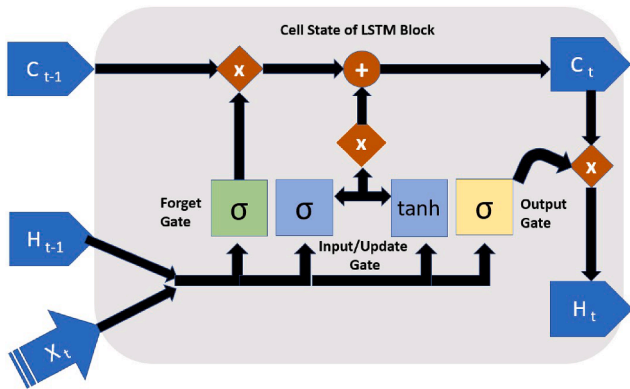 Cell State of LSTM Block
C t-1
x
+
C t
x
x
Forget
Gate
σ
σ
tanh
σ
Output
Gate
Input/Update
Gate
H t-1
X t
H t